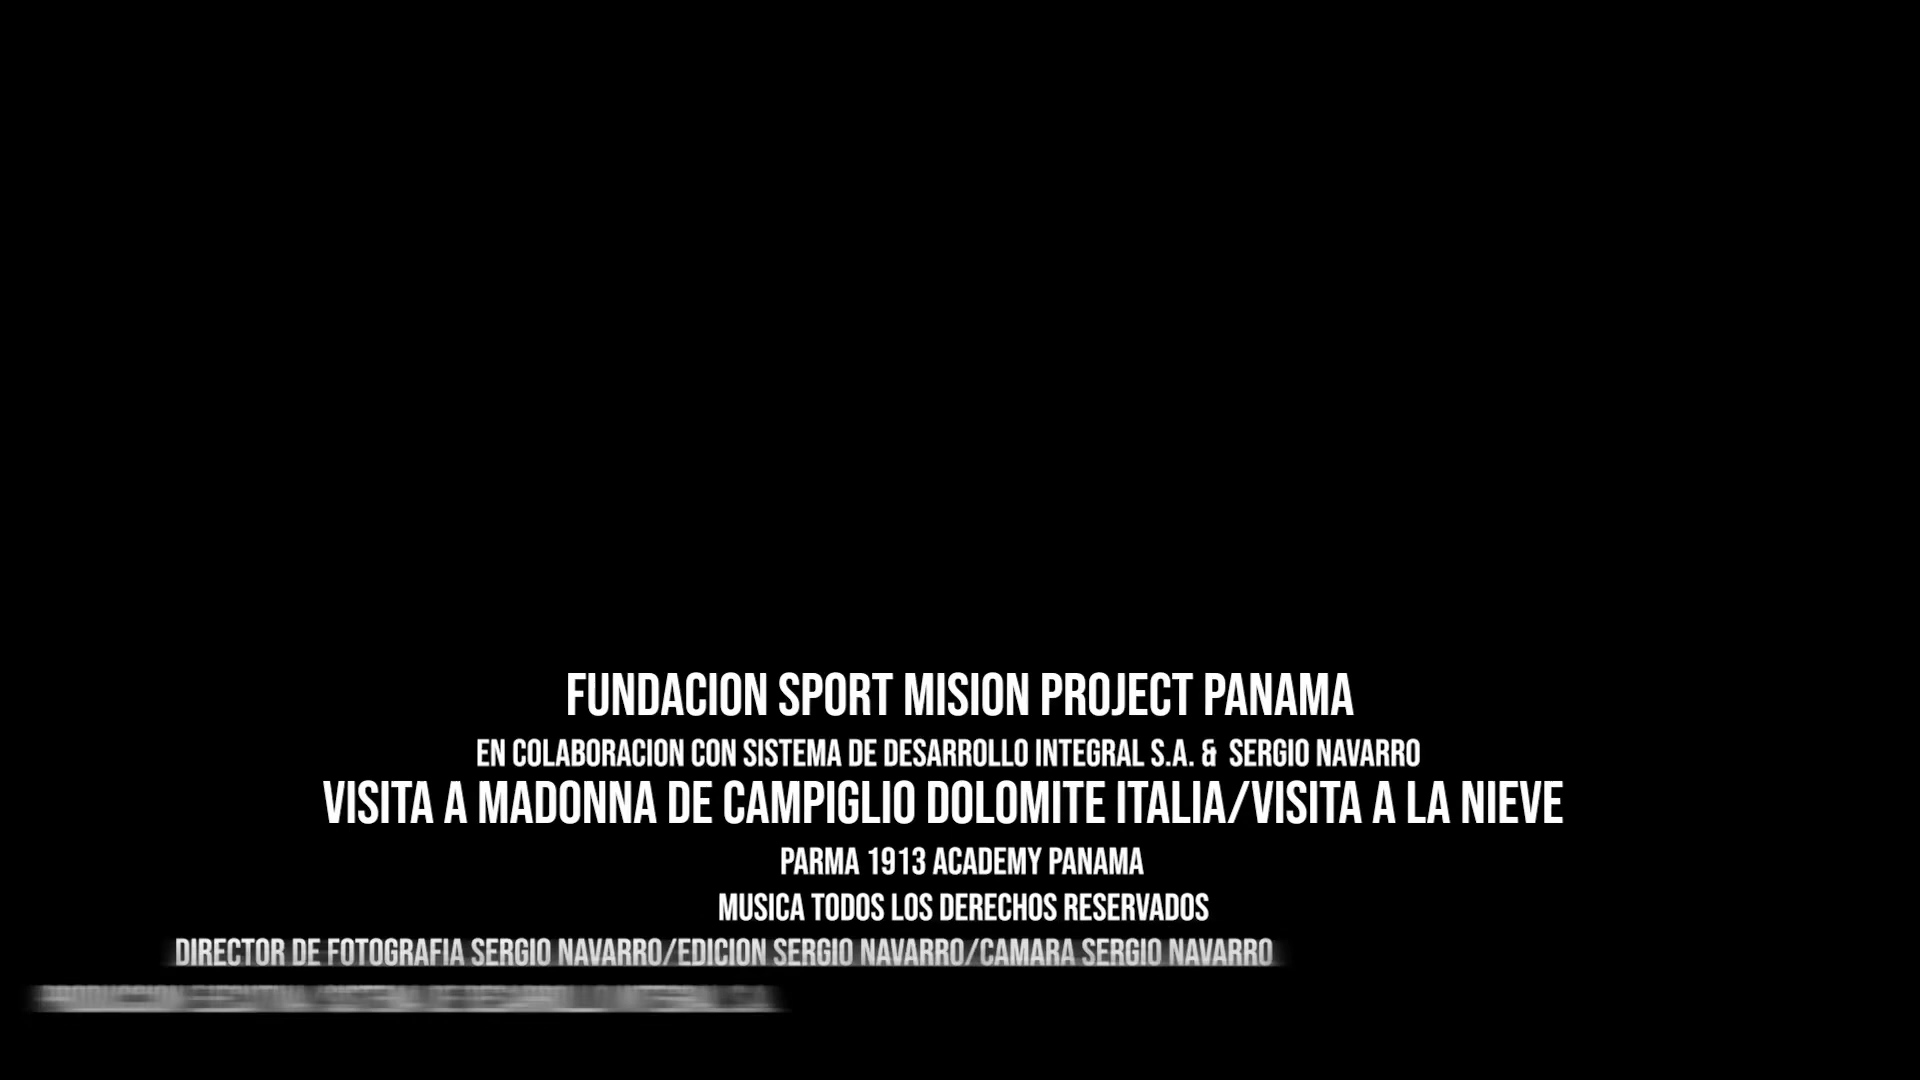 FUNDACION SPORT MISION PROJECT PANAMA
EN COLABORACION CON SISTEMA DE DESARROLLO INTEGRAL S.A. & SERGIO NAVARRO
VISITA A MADONNA DE CAMPIGLIO DOLOMITE ITALIA/VISITA A LA NIEVE
PARMA 1913 ACADEMY PANAMA
MUSICA TODOS LOS DERECHOS RESERVADOS
DIRECTOR DE FOTOGRAFIA SERGIO NAVARRO/EDICION SERGIO NAVARRO/CAMARA SERGIO NAVARRO